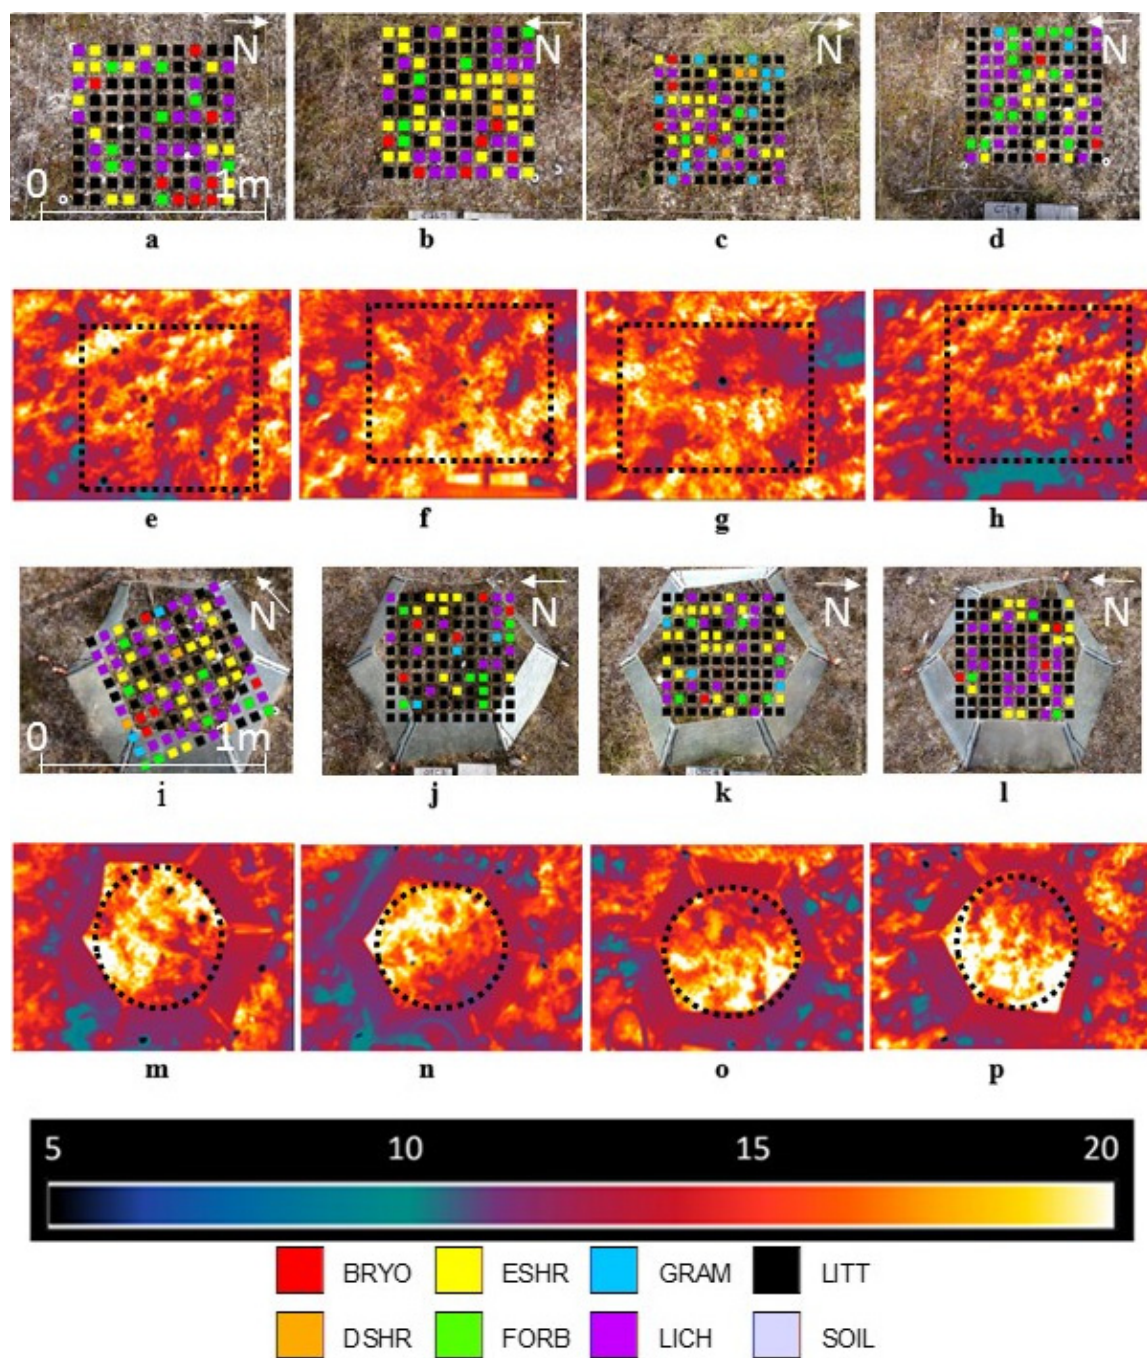 N N N N
0 1m
a b c d
e f g h
N N N N
0 1m
i j k l
m n o p
5 10 15 20
BRYO ESHR GRAM LITT
DSHR FORB LICH SOIL